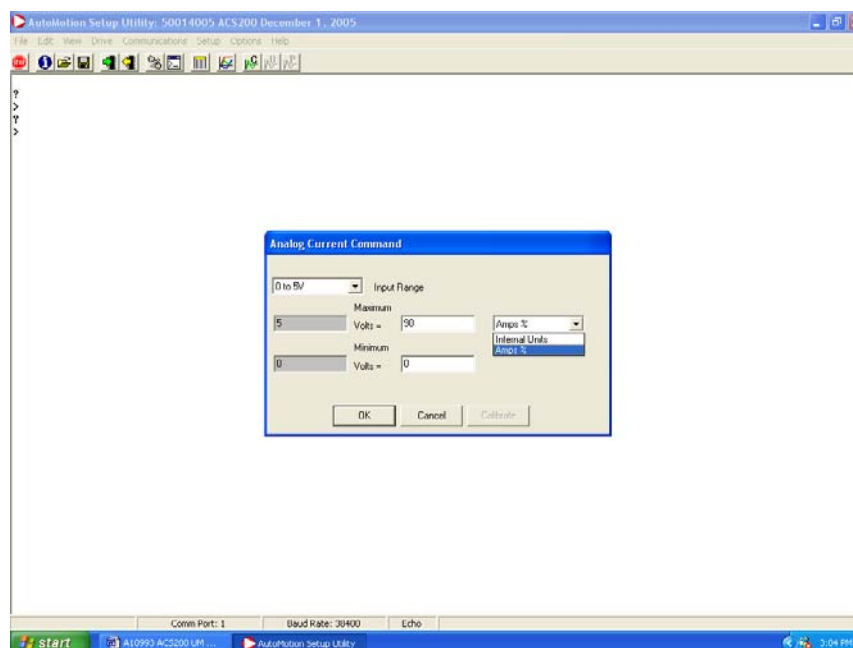 AutoMotion Setup Utility: 50014005 ACS200 December 1, 2005
File Edit View Drive Communications Setup Options Help
?
>
?
>
Analog Current Command
0 to 5V Input Range
Maximum
5 Volts = 90 Amps %
Internal Units
Amps %
Minimum
0 Volts = 0
OK Cancel Calibrate
Comm Port: 1 Baud Rate: 38400 Echo
start A10993 ACS200 UM ... AutoMotion Setup Utility 3:04 PM